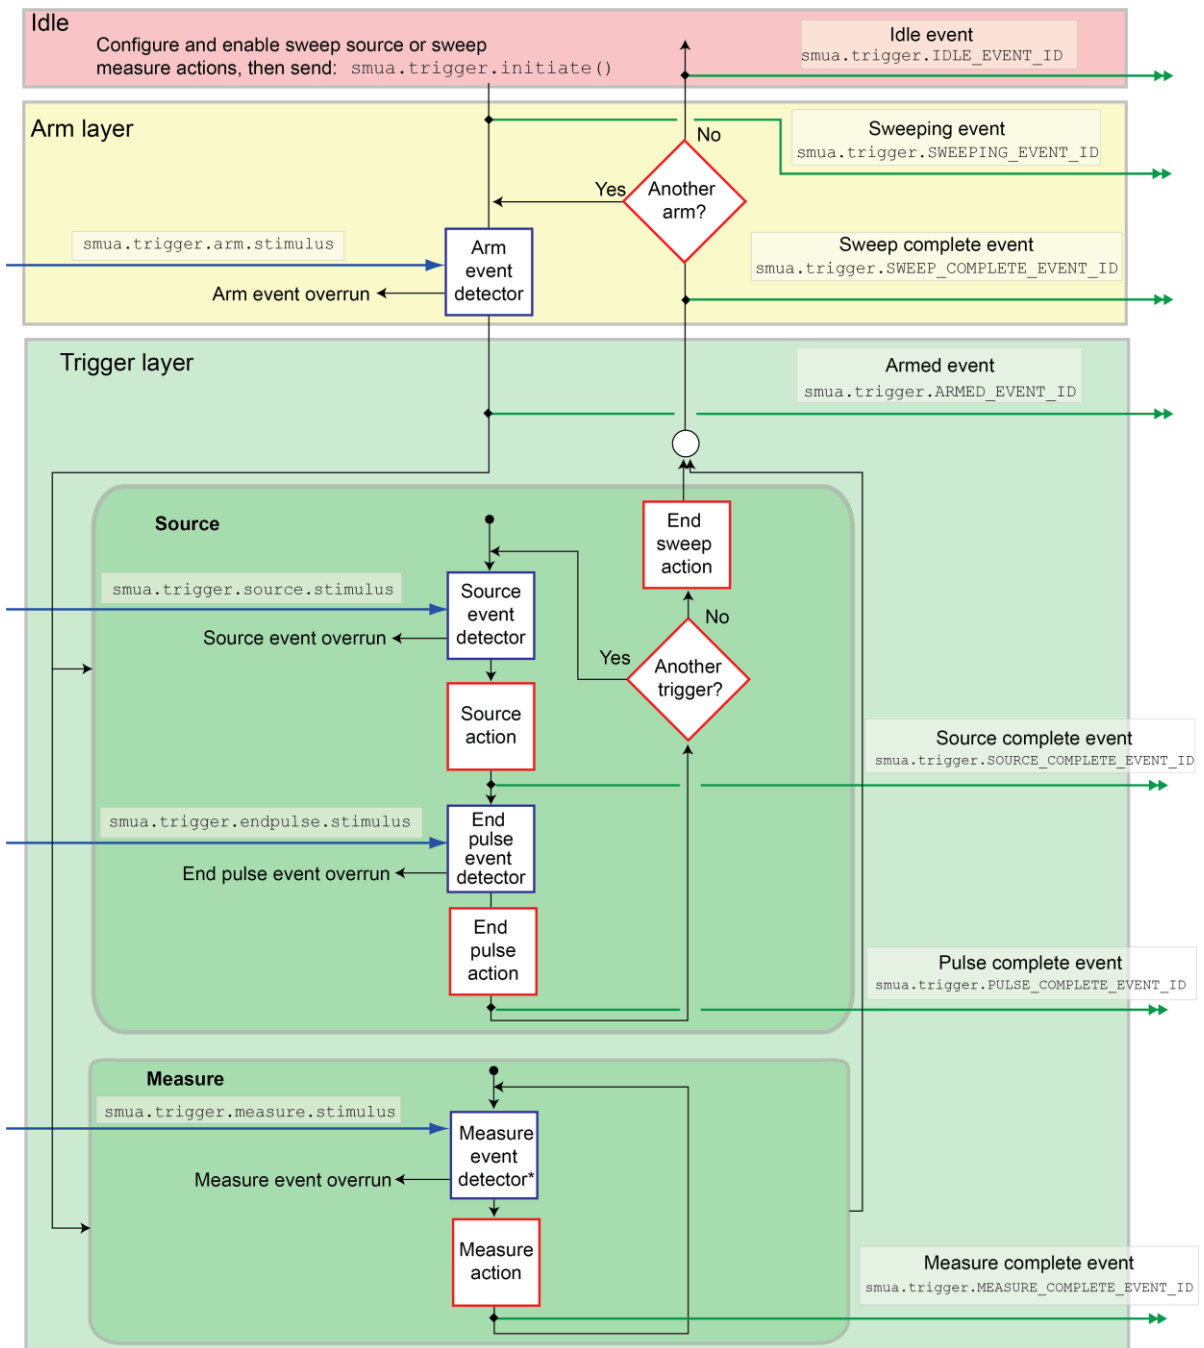 Idle
Configure and enable sweep source or sweep
measure actions, then send: smua.trigger.initiate()
Idle event
smua.trigger.IDLE_EVENT_ID
Arm layer
No
Sweeping event
smua.trigger.SWEEPING_EVENT_ID
Yes
Another
arm?
smua.trigger.arm.stimulus
Arm
event
detector
Arm event overrun
Sweep complete event
smua.trigger.SWEEP_COMPLETE_EVENT_ID
Trigger layer
Armed event
smua.trigger.ARMED_EVENT_ID
Source
End
sweep
action
smua.trigger.source.stimulus
Source
event
detector
Source event overrun
No
Yes
Another
trigger?
Source
action
Source complete event
smua.trigger.SOURCE_COMPLETE_EVENT_ID
smua.trigger.endpulse.stimulus
End
pulse
event
detector
End pulse event overrun
End
pulse
action
Pulse complete event
smua.trigger.PULSE_COMPLETE_EVENT_ID
Measure
smua.trigger.measure.stimulus
Measure
event
detector*
Measure event overrun
Measure
action
Measure complete event
smua.trigger.MEASURE_COMPLETE_EVENT_ID